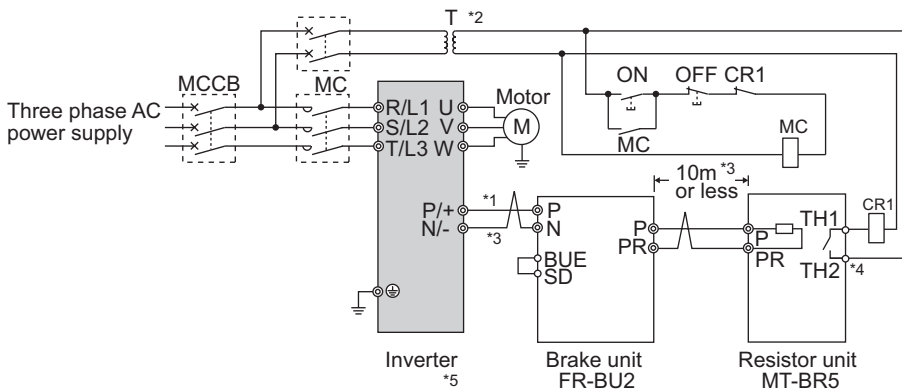 T *2
ON OFF CR1
MCCB MC
Three phase AC
power supply
R/L1 U
S/L2 V
T/L3 W
Motor
M
MC
MC
10m *3
or less
P/+ *1 P
N/- *3 N
BUE
SD
P
PR
P
PR
TH1
TH2 *4
CR1
Inverter
*5
Brake unit
FR-BU2
Resistor unit
MT-BR5